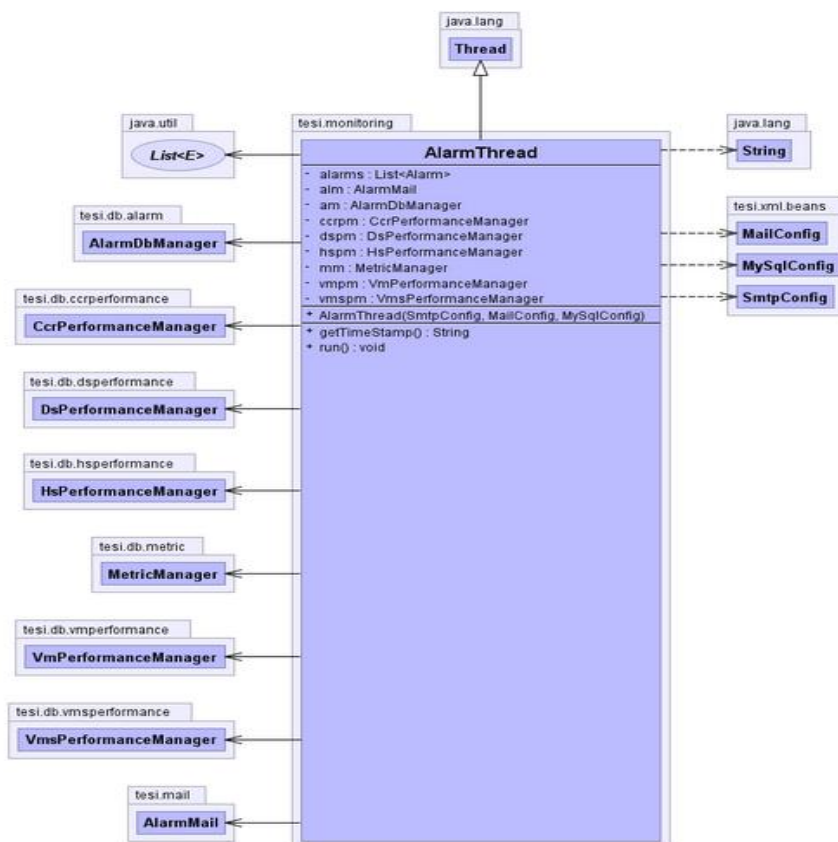 java.lang
Thread
java.util
List<E>
tesi.db.alarm
AlarmDbManager
tesi.db.ccrperformance
CcrPerformanceManager
tesi.db.dsperformance
DsPerformanceManager
tesi.db.hsperformance
HsPerformanceManager
tesi.db.metric
MetricManager
tesi.db.vmperformance
VmPerformanceManager
tesi.db.vmsperformance
VmsPerformanceManager
tesi.mail
AlarmMail
tesi.monitoring
AlarmThread
- alarms : List<Alarm>
- alm : AlarmMail
- am : AlarmDbManager
- ccrpm : CcrPerformanceManager
- dspm : DsPerformanceManager
- hspm : HsPerformanceManager
- mm : MetricManager
- vmpm : VmPerformanceManager
- vmspm : VmsPerformanceManager
+ AlarmThread(SmtpConfig, MailConfig, MySqlConfig)
+ getTimeStamp() : String
+ run() : void
java.lang
String
tesi.xml.beans
MailConfig
MySqlConfig
SmtpConfig